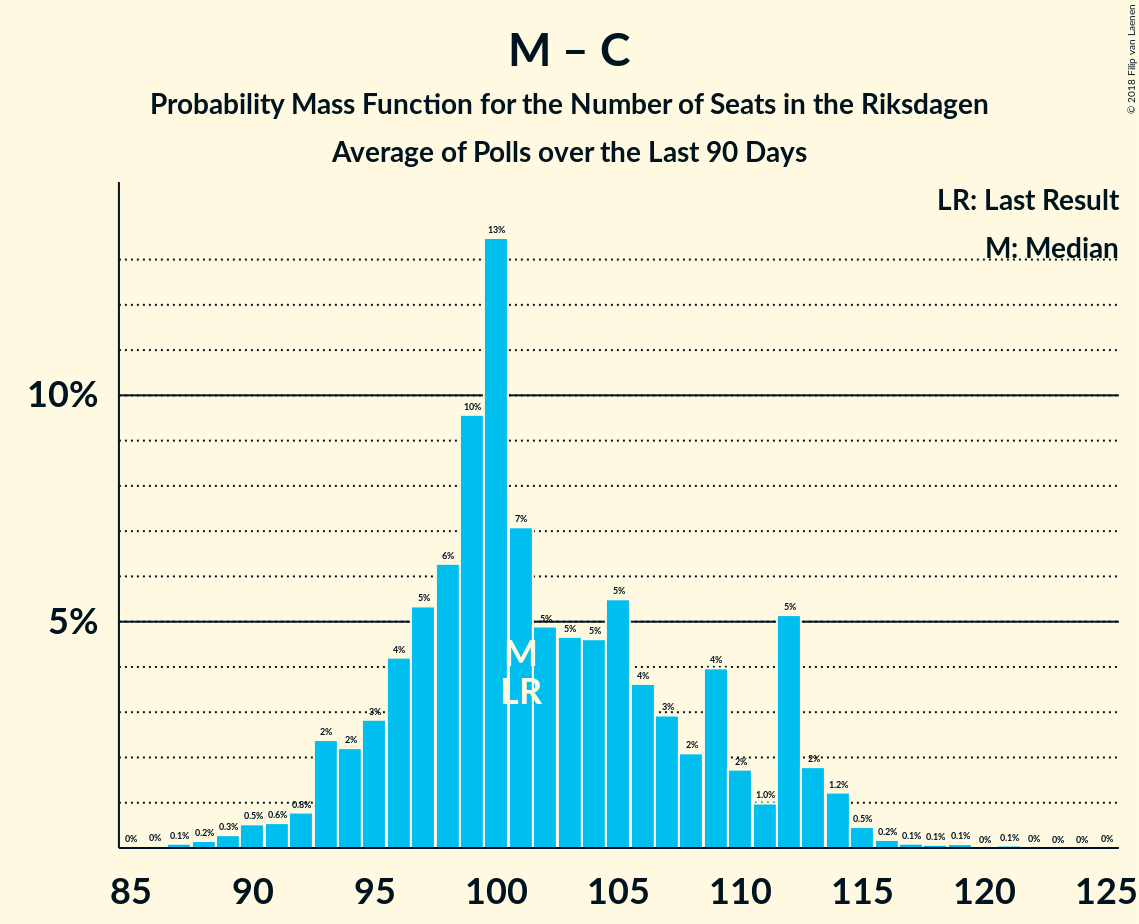 © 2018 Filip van Laenen
M – C
Probability Mass Function for the Number of Seats in the Riksdagen
Average of Polls over the Last 90 Days
LR: Last Result
M: Median
10%
5%
0% 0% 0.1% 0.2% 0.3% 0.5% 0.6% 0.8% 2% 2% 3% 4% 5% 6% 10% 13% 7% 5% 5% 5% 5% 4% 3% 2% 4% 2% 1.0% 5% 2% 1.2% 0.5% 0.2% 0.1% 0.1% 0.1% 0% 0.1% 0% 0% 0% 0%
M
LR
85 90 95 100 105 110 115 120 125